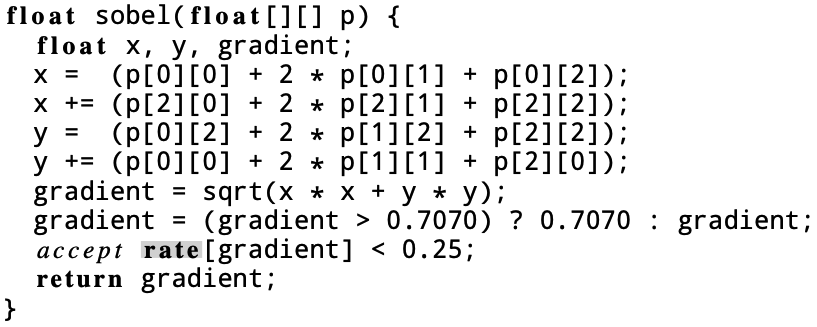 float sobel(float[][] p) {
float x, y, gradient;
x =  (p[0][0] + 2 * p[0][1] + p[0][2]);
x += (p[2][0] + 2 * p[2][1] + p[2][2]);
y =  (p[0][2] + 2 * p[1][2] + p[2][2]);
y += (p[0][0] + 2 * p[1][1] + p[2][0]);
gradient = sqrt(x * x + y * y);
gradient = (gradient > 0.7070) ? 0.7070 : gradient;
accept rate[gradient] < 0.25;
return gradient;
}